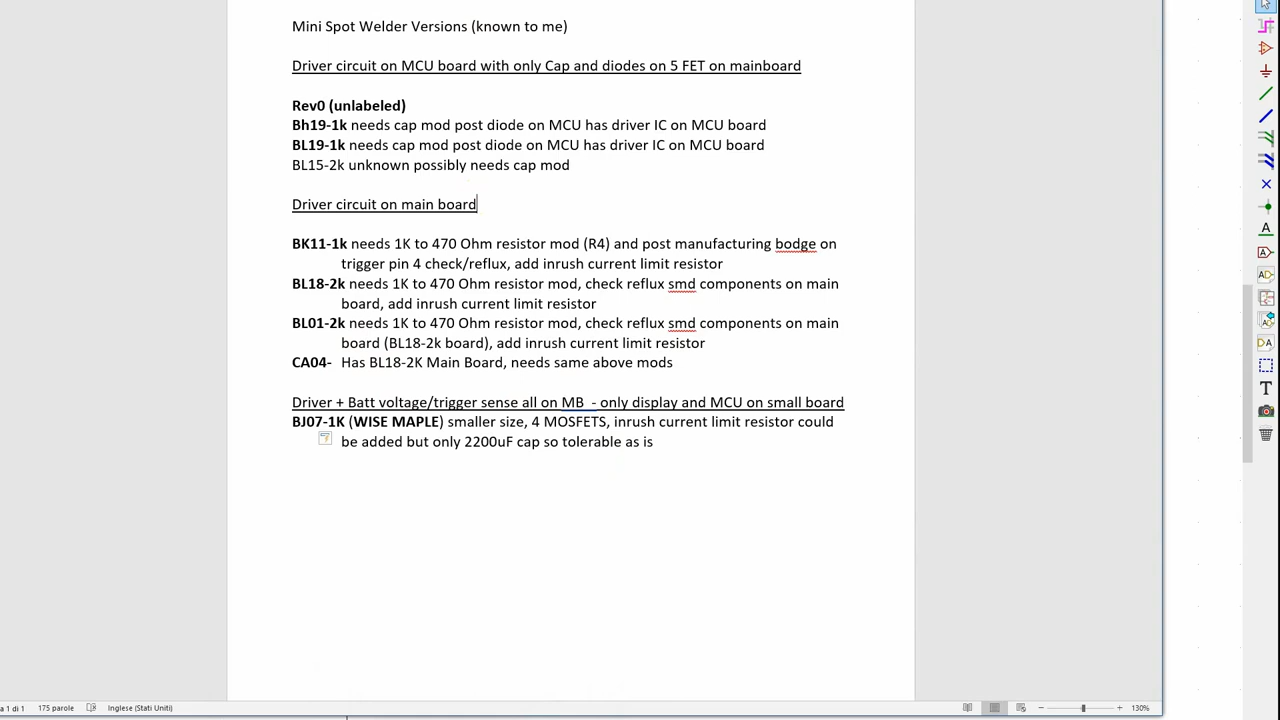 Mini Spot Welder Versions (known to me)
Driver circuit on MCU board with only Cap and diodes on 5 FET on mainboard
Rev0 (unlabeled)
Bh19-1k needs cap mod post diode on MCU has driver IC on MCU board
BL19-1k needs cap mod post diode on MCU has driver IC on MCU board
BL15-2k unknown possibly needs cap mod
Driver circuit on main board
BK11-1k needs 1K to 470 Ohm resistor mod (R4) and post manufacturing bodge on
trigger pin 4 check/reflux, add inrush current limit resistor
BL18-2k needs 1K to 470 Ohm resistor mod, check reflux smd components on main
board, add inrush current limit resistor
BL01-2k needs 1K to 470 Ohm resistor mod, check reflux smd components on main
board (BL18-2k board), add inrush current limit resistor
CA04- Has BL18-2K Main Board, needs same above mods
Driver + Batt voltage/trigger sense all on MB - only display and MCU on small board
BJ07-1K (WISE MAPLE) smaller size, 4 MOSFETS, inrush current limit resistor could
be added but only 2200uF cap so tolerable as is
a 1 di 1 175 parole Inglese (Stati Uniti) 130%